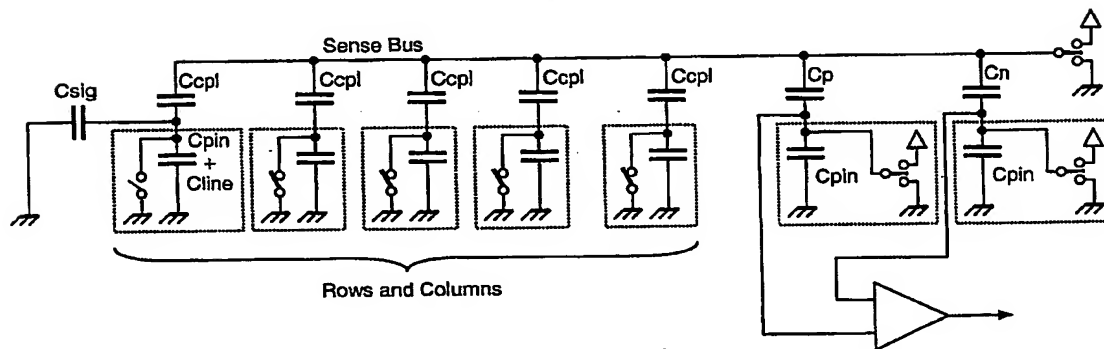 Sense Bus
Csig
Ccpl
Ccpl
Ccpl
Ccpl
Ccpl
Cp
Cn
Cpin
+
Cline
Cpin
Cpin
Rows and Columns